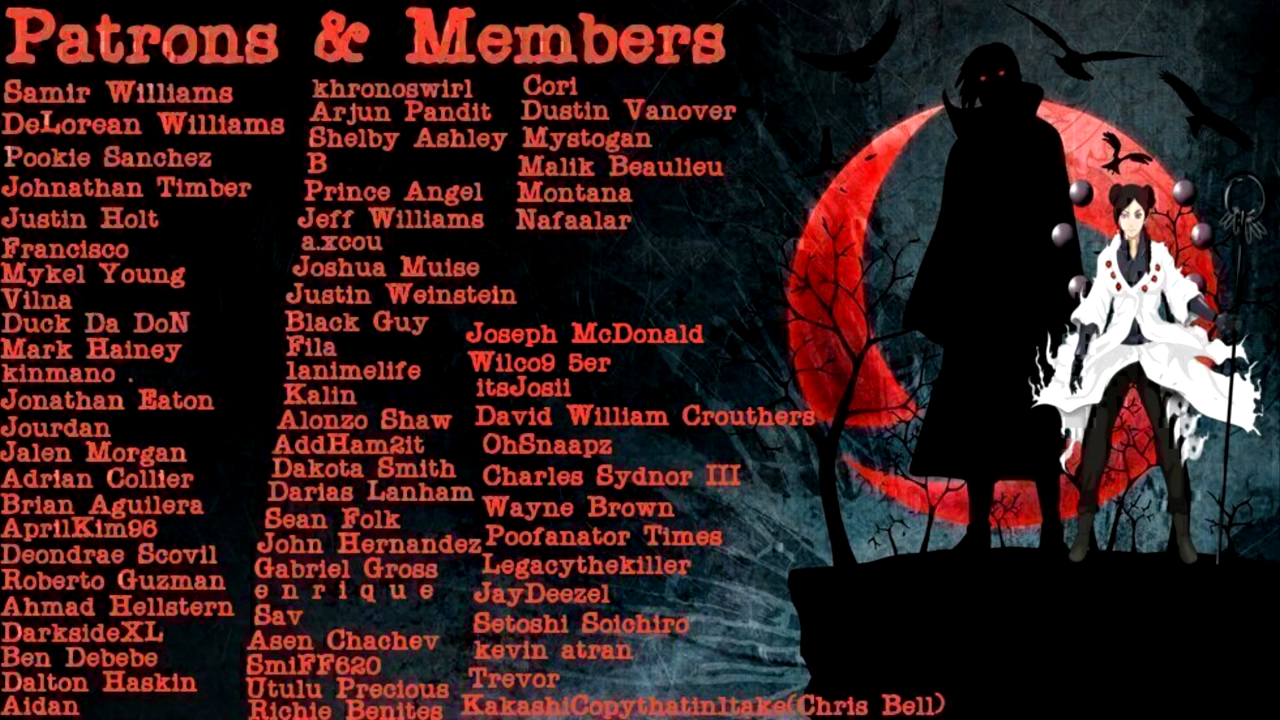 Patrons & Members
Samir Williams
DeLorean Williams
Pookie Sanchez
Johnathan Timber
Justin Holt
Francisco
Mykel Young
Vilna
Duck Da DoN
Mark Hainey
kinmano .
Jonathan Eaton
Jourdan
Jalen Morgan
Adrian Collier
Brian Aguilera
AprilKim96
Deondrae Scovil
Roberto Guzman
Ahmad Hellstern
DarksideXL
Ben Debebe
Dalton Haskin
Aidan
khronoswirl
Arjun Pandit
Shelby Ashley
B
Prince Angel
Jeff Williams
a.xcou
Joshua Muise
Justin Weinstein
Black Guy
Fila
1animelife
Kalin
Alonzo Shaw
AddHam2it
Dakota Smith
Darias Lanham
Sean Folk
John Hernandez
Gabriel Gross
e n r i q u e
Sav
Asen Chachev
SmiFF620
Utulu Precious
Richie Benites
Cori
Dustin Vanover
Mystogan
Malik Beaulieu
Montana
Nafaalar
Joseph McDonald
Wilco9 5er
itsJosii
David William Crouthers
OhSnaapz
Charles Sydnor III
Wayne Brown
Poofanator Times
Legacythekiller
JayDeezel
Setoshi Soichiro
kevin atran
Trevor
KakashiCopythatin1take(Chris Bell)